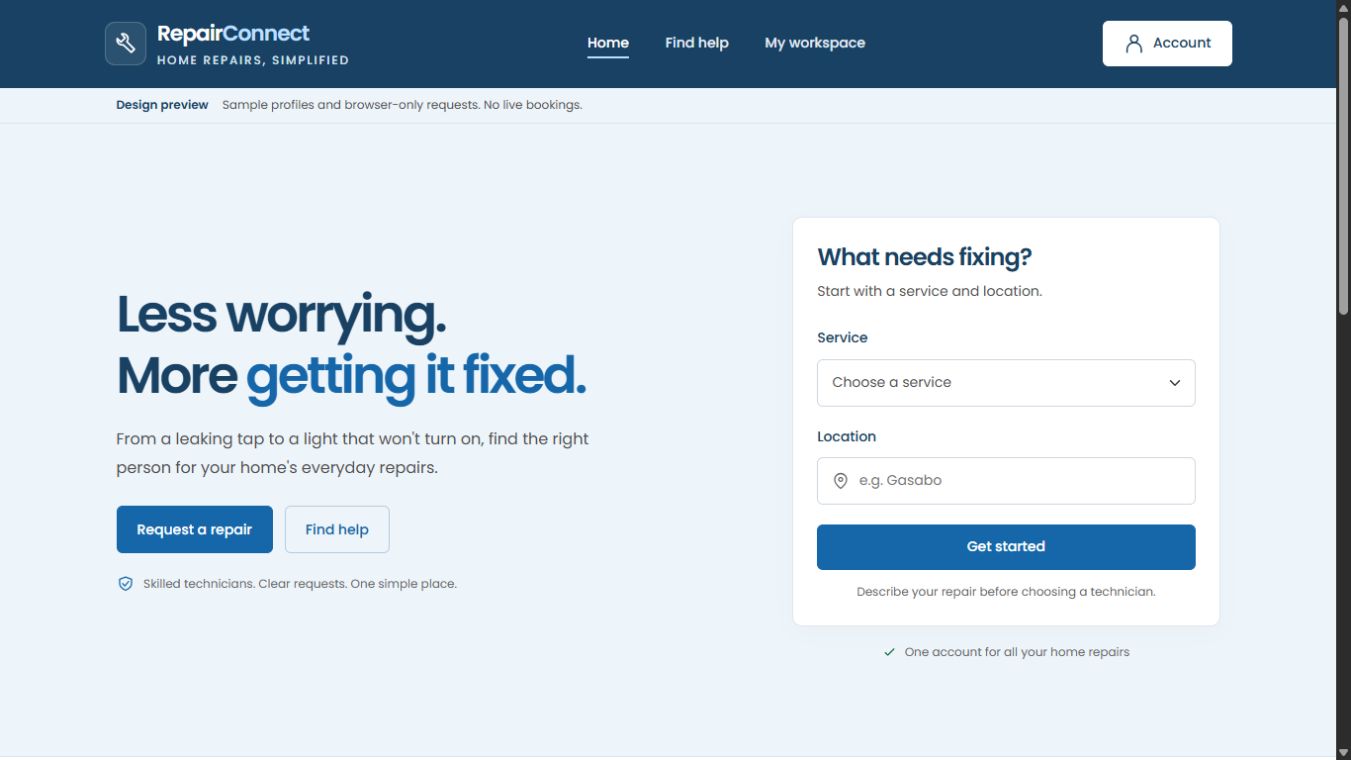 RepairConnect
HOME REPAIRS, SIMPLIFIED
Home
Find help
My workspace
Account
Design preview
Sample profiles and browser-only requests. No live bookings.
Less worrying.
More getting it fixed.
From a leaking tap to a light that won't turn on, find the right
person for your home's everyday repairs.
Request a repair
Find help
Skilled technicians. Clear requests. One simple place.
What needs fixing?
Start with a service and location.
Service
Choose a service
Location
e.g. Gasabo
Get started
Describe your repair before choosing a technician.
One account for all your home repairs